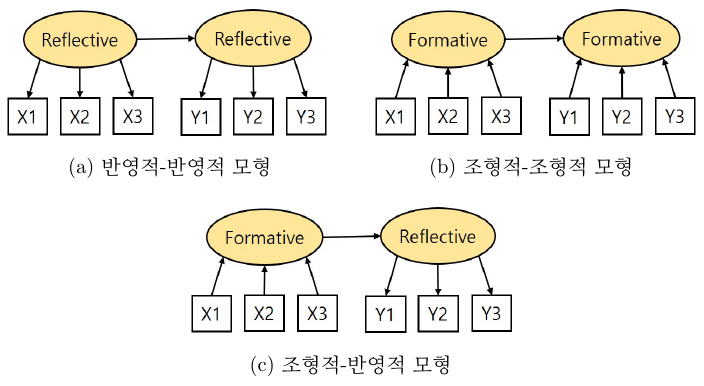 Reflective Reflective Formative Formative
X1 X2 X3 Y1 Y2 Y3 X1 X2 X3 Y1 Y2 Y3
(a) 반영적-반영적 모형 (b) 조형적-조형적 모형
Formative Reflective
X1 X2 X3 Y1 Y2 Y3
(c) 조형적-반영적 모형